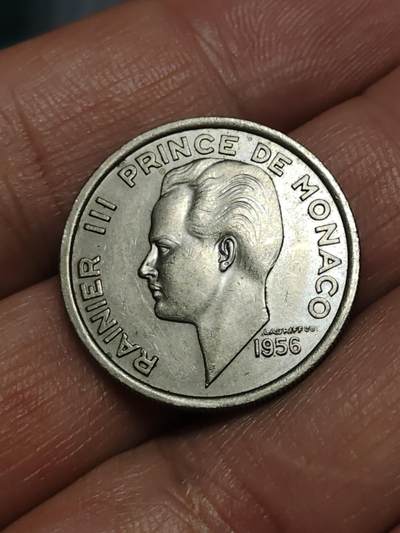 RAINIER III PRINCE DE MONACO
1956